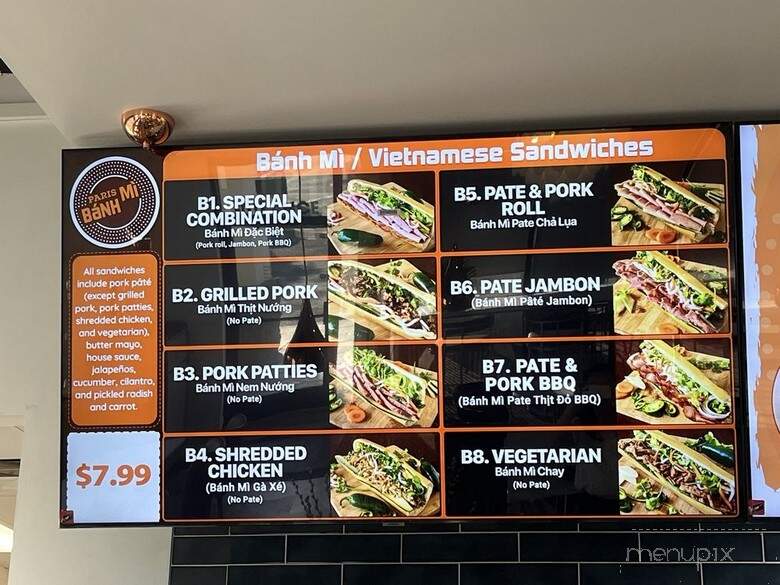 Bánh Mì / Vietnamese Sandwiches
PARIS
BáNH Mì
All sandwiches
include pork pâté
(except grilled
pork, pork patties,
shredded chicken,
and vegetarian),
butter mayo,
house sauce,
jalapeños,
cucumber, cilantro,
and pickled radish
and carrot.
$7.99
B1. SPECIAL
COMBINATION
Bánh Mì Đặc Biệt
(Pork roll, Jambon, Pork BBQ)
B2. GRILLED PORK
Bánh Mì Thịt Nướng
(No Pate)
B3. PORK PATTIES
Bánh Mì Nem Nướng
(No Pate)
B4. SHREDDED
CHICKEN
(Bánh Mì Gà Xé)
(No Pate)
B5. PATE & PORK
ROLL
Bánh Mì Pate Chả Lụa
B6. PATE JAMBON
(Bánh Mì Pâté Jambon)
B7. PATE &
PORK BBQ
(Bánh Mì Pate Thịt Đỏ BBQ)
B8. VEGETARIAN
Bánh Mì Chay
(No Pate)
menupix